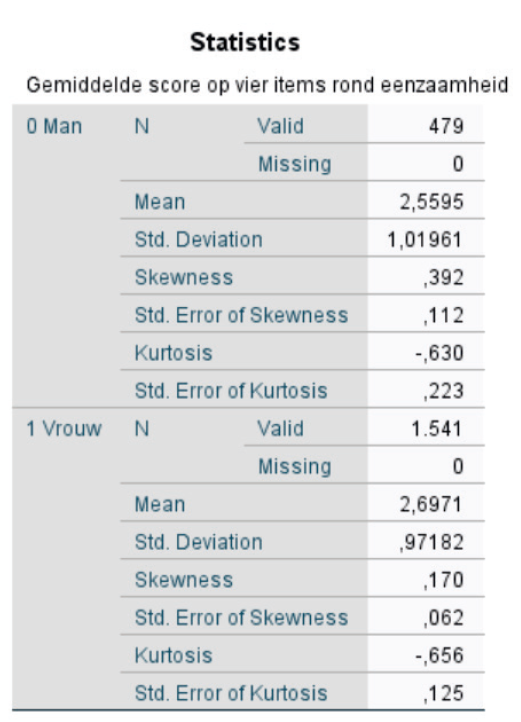 Statistics
Gemiddelde score op vier items rond eenzaamheid
0 Man N Valid 479
Missing 0
Mean 2,5595
Std. Deviation 1,01961
Skewness ,392
Std. Error of Skewness ,112
Kurtosis -,630
Std. Error of Kurtosis ,223
1 Vrouw N Valid 1.541
Missing 0
Mean 2,6971
Std. Deviation ,97182
Skewness ,170
Std. Error of Skewness ,062
Kurtosis -,656
Std. Error of Kurtosis ,125